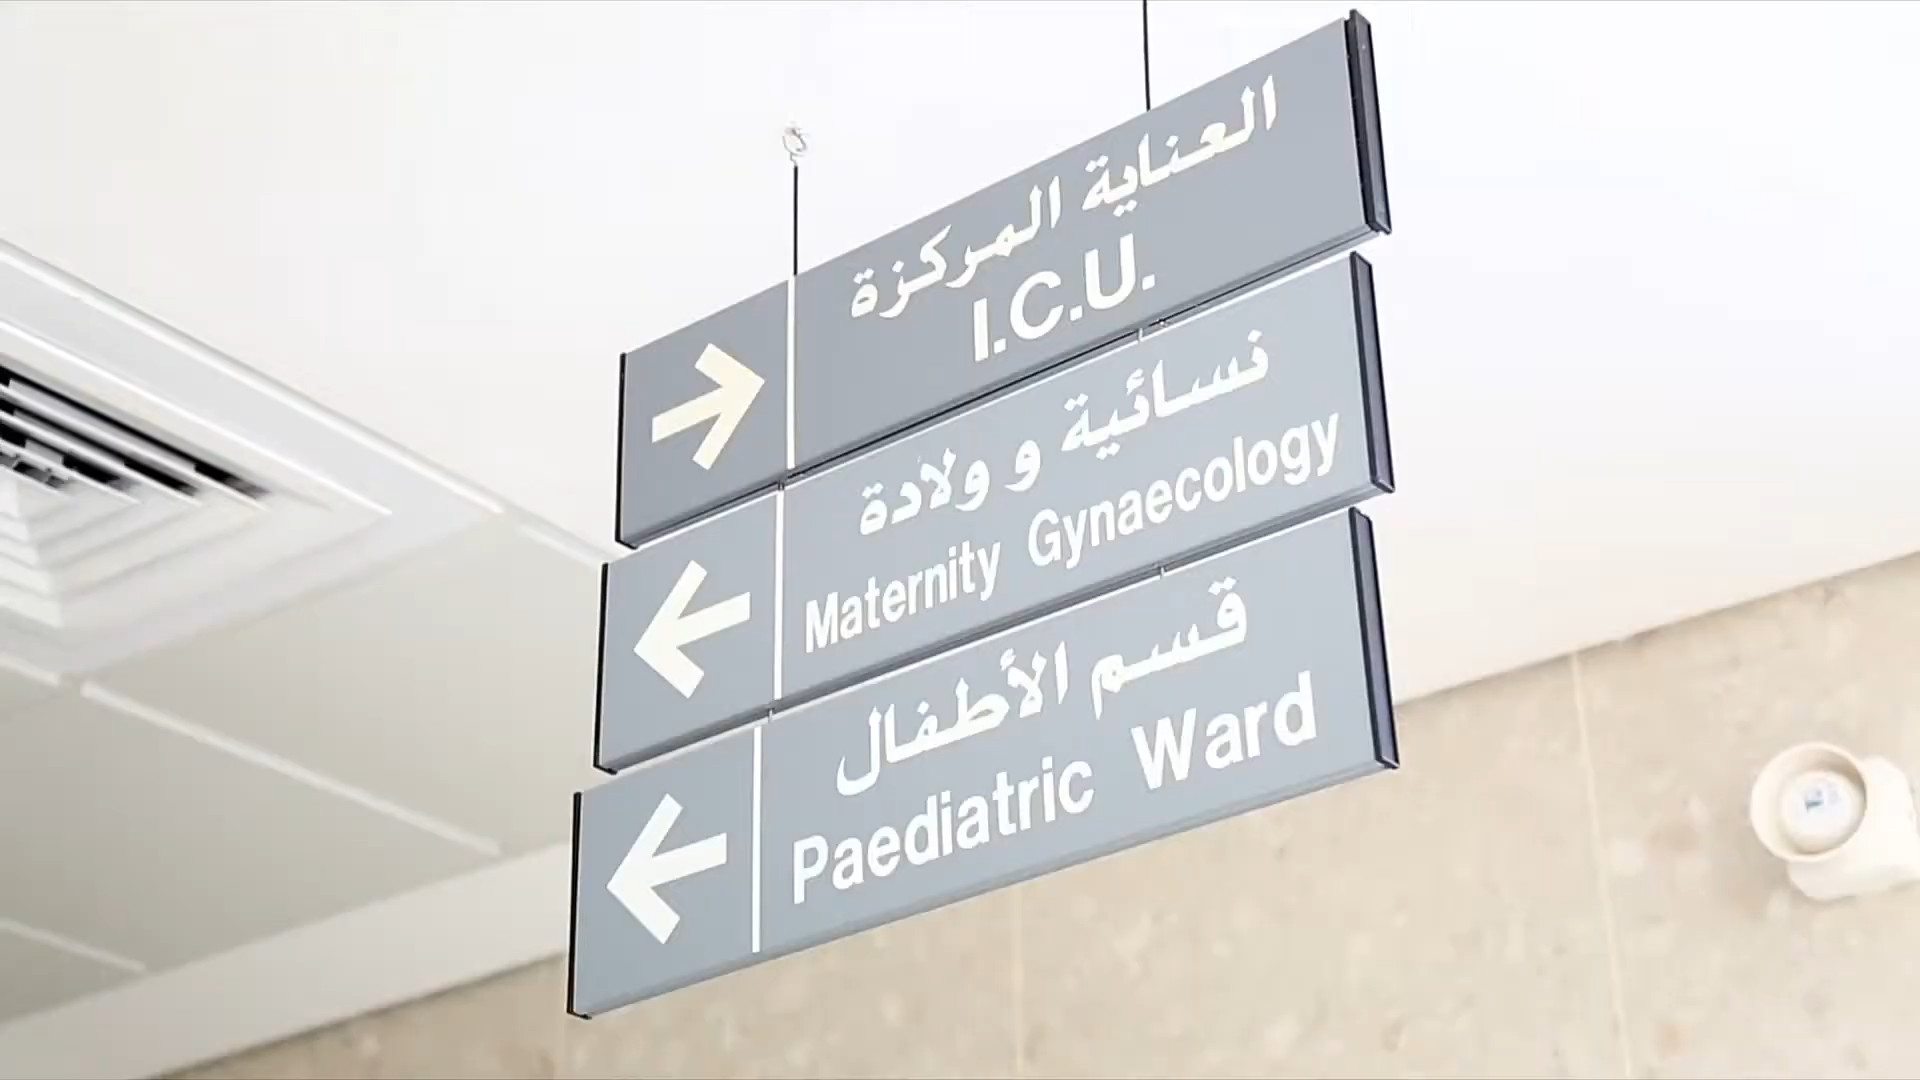 العناية المركزة
I.C.U.
نسائية و ولادة
Maternity Gynaecology
قسم الأطفال
Paediatric Ward